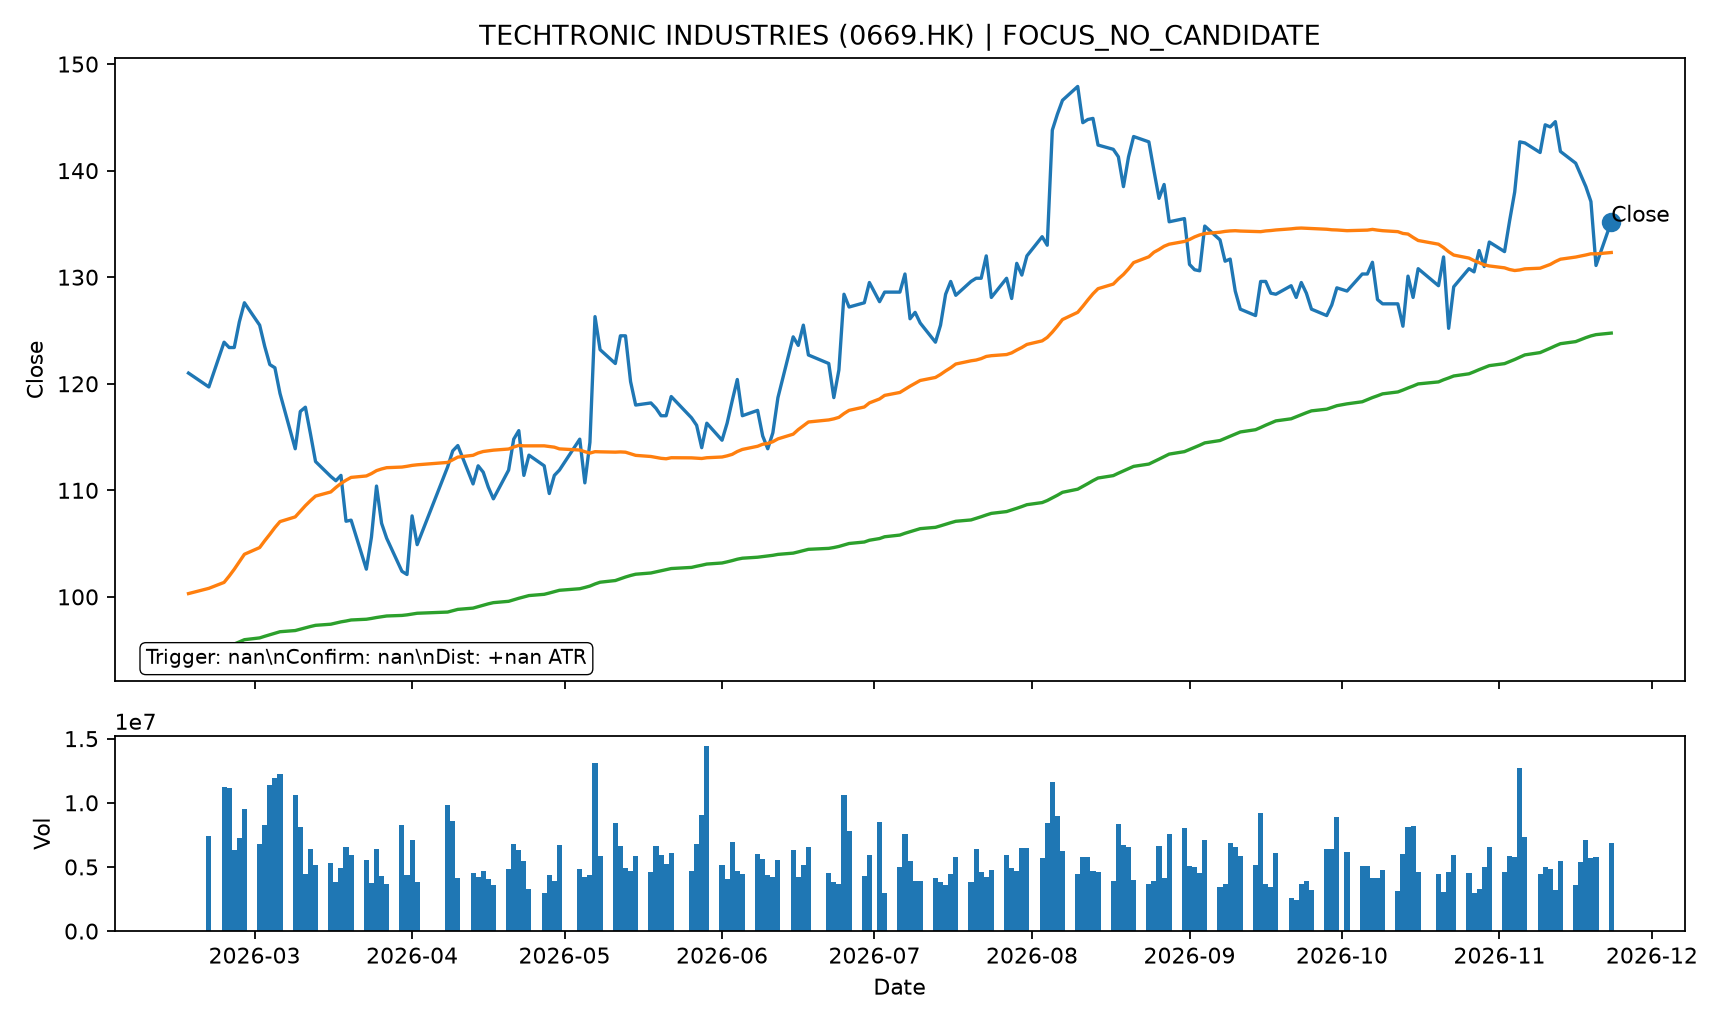 TECHTRONIC INDUSTRIES (0669.HK) | FOCUS_NO_CANDIDATE
150
140
130
120
110
100
Close
Close
Trigger: nan\nConfirm: nan\nDist: +nan ATR
1e7
1.5
1.0
0.5
0.0
Vol
2026-03 2026-04 2026-05 2026-06 2026-07 2026-08 2026-09 2026-10 2026-11 2026-12
Date